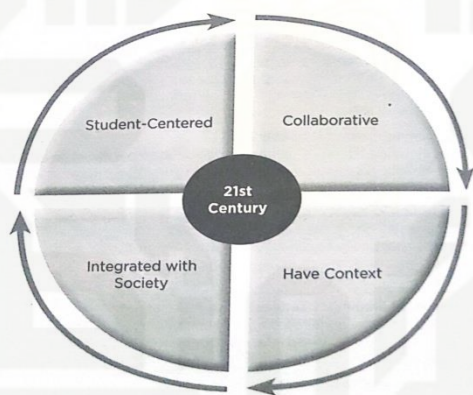 Student-Centered
Collaborative
21st
Century
Integrated with
Society
Have Context